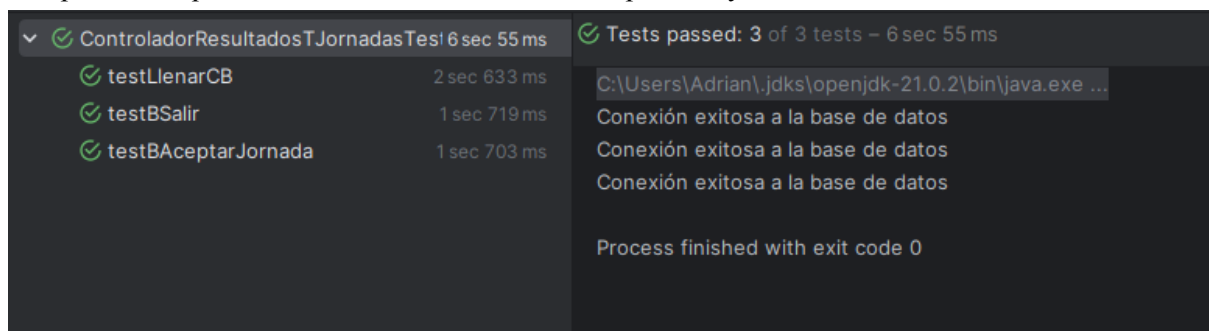 ControladorResultadosTJornadasTest 6 sec 55 ms
testLlenarCB 2 sec 633 ms
testBSalir 1 sec 719 ms
testBAceptarJornada 1 sec 703 ms
Tests passed: 3 of 3 tests – 6 sec 55 ms
C:\Users\Adrian\.jdks\openjdk-21.0.2\bin\java.exe ...
Conexión exitosa a la base de datos
Conexión exitosa a la base de datos
Conexión exitosa a la base de datos
Process finished with exit code 0